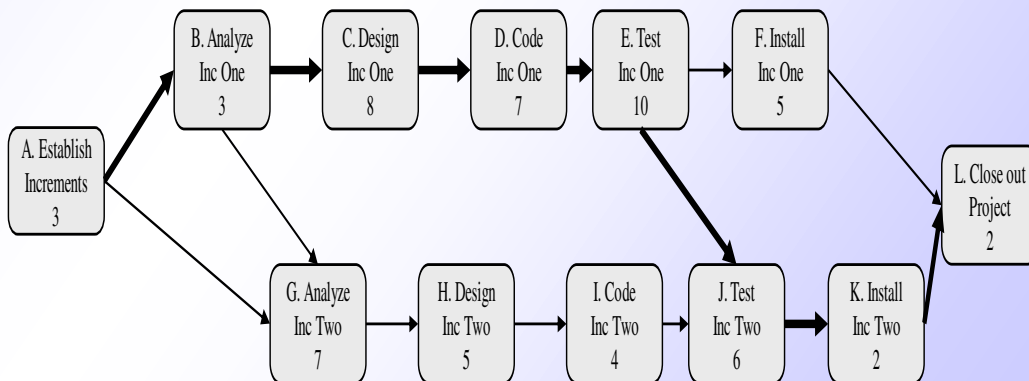 B. Analyze
Inc One
3
C. Design
Inc One
8
D. Code
Inc One
7
E. Test
Inc One
10
F. Install
Inc One
5
A. Establish
Increments
3
L. Close out
Project
2
G. Analyze
Inc Two
7
H. Design
Inc Two
5
I. Code
Inc Two
4
J. Test
Inc Two
6
K. Install
Inc Two
2